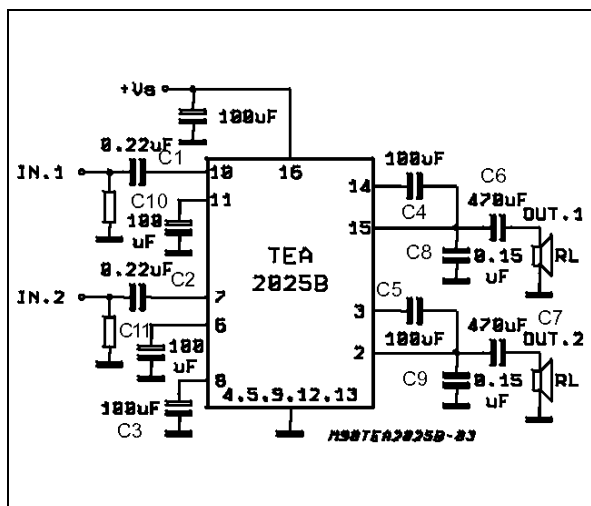 +Vs
100uF
0.22uF
C1
IN.1
10
16
100uF
C6
14
C10
11
C4
470uF
100
uF
OUT.1
15
TEA
2025B
C8
0.15
uF
RL
0.22uF
C2
IN.2
7
C5
3
470uF
C7
C11
6
100uF
OUT.2
100
uF
2
C9
0.15
uF
RL
8
100uF
4.5.9.12.13
C3
M90TEA2025B-03